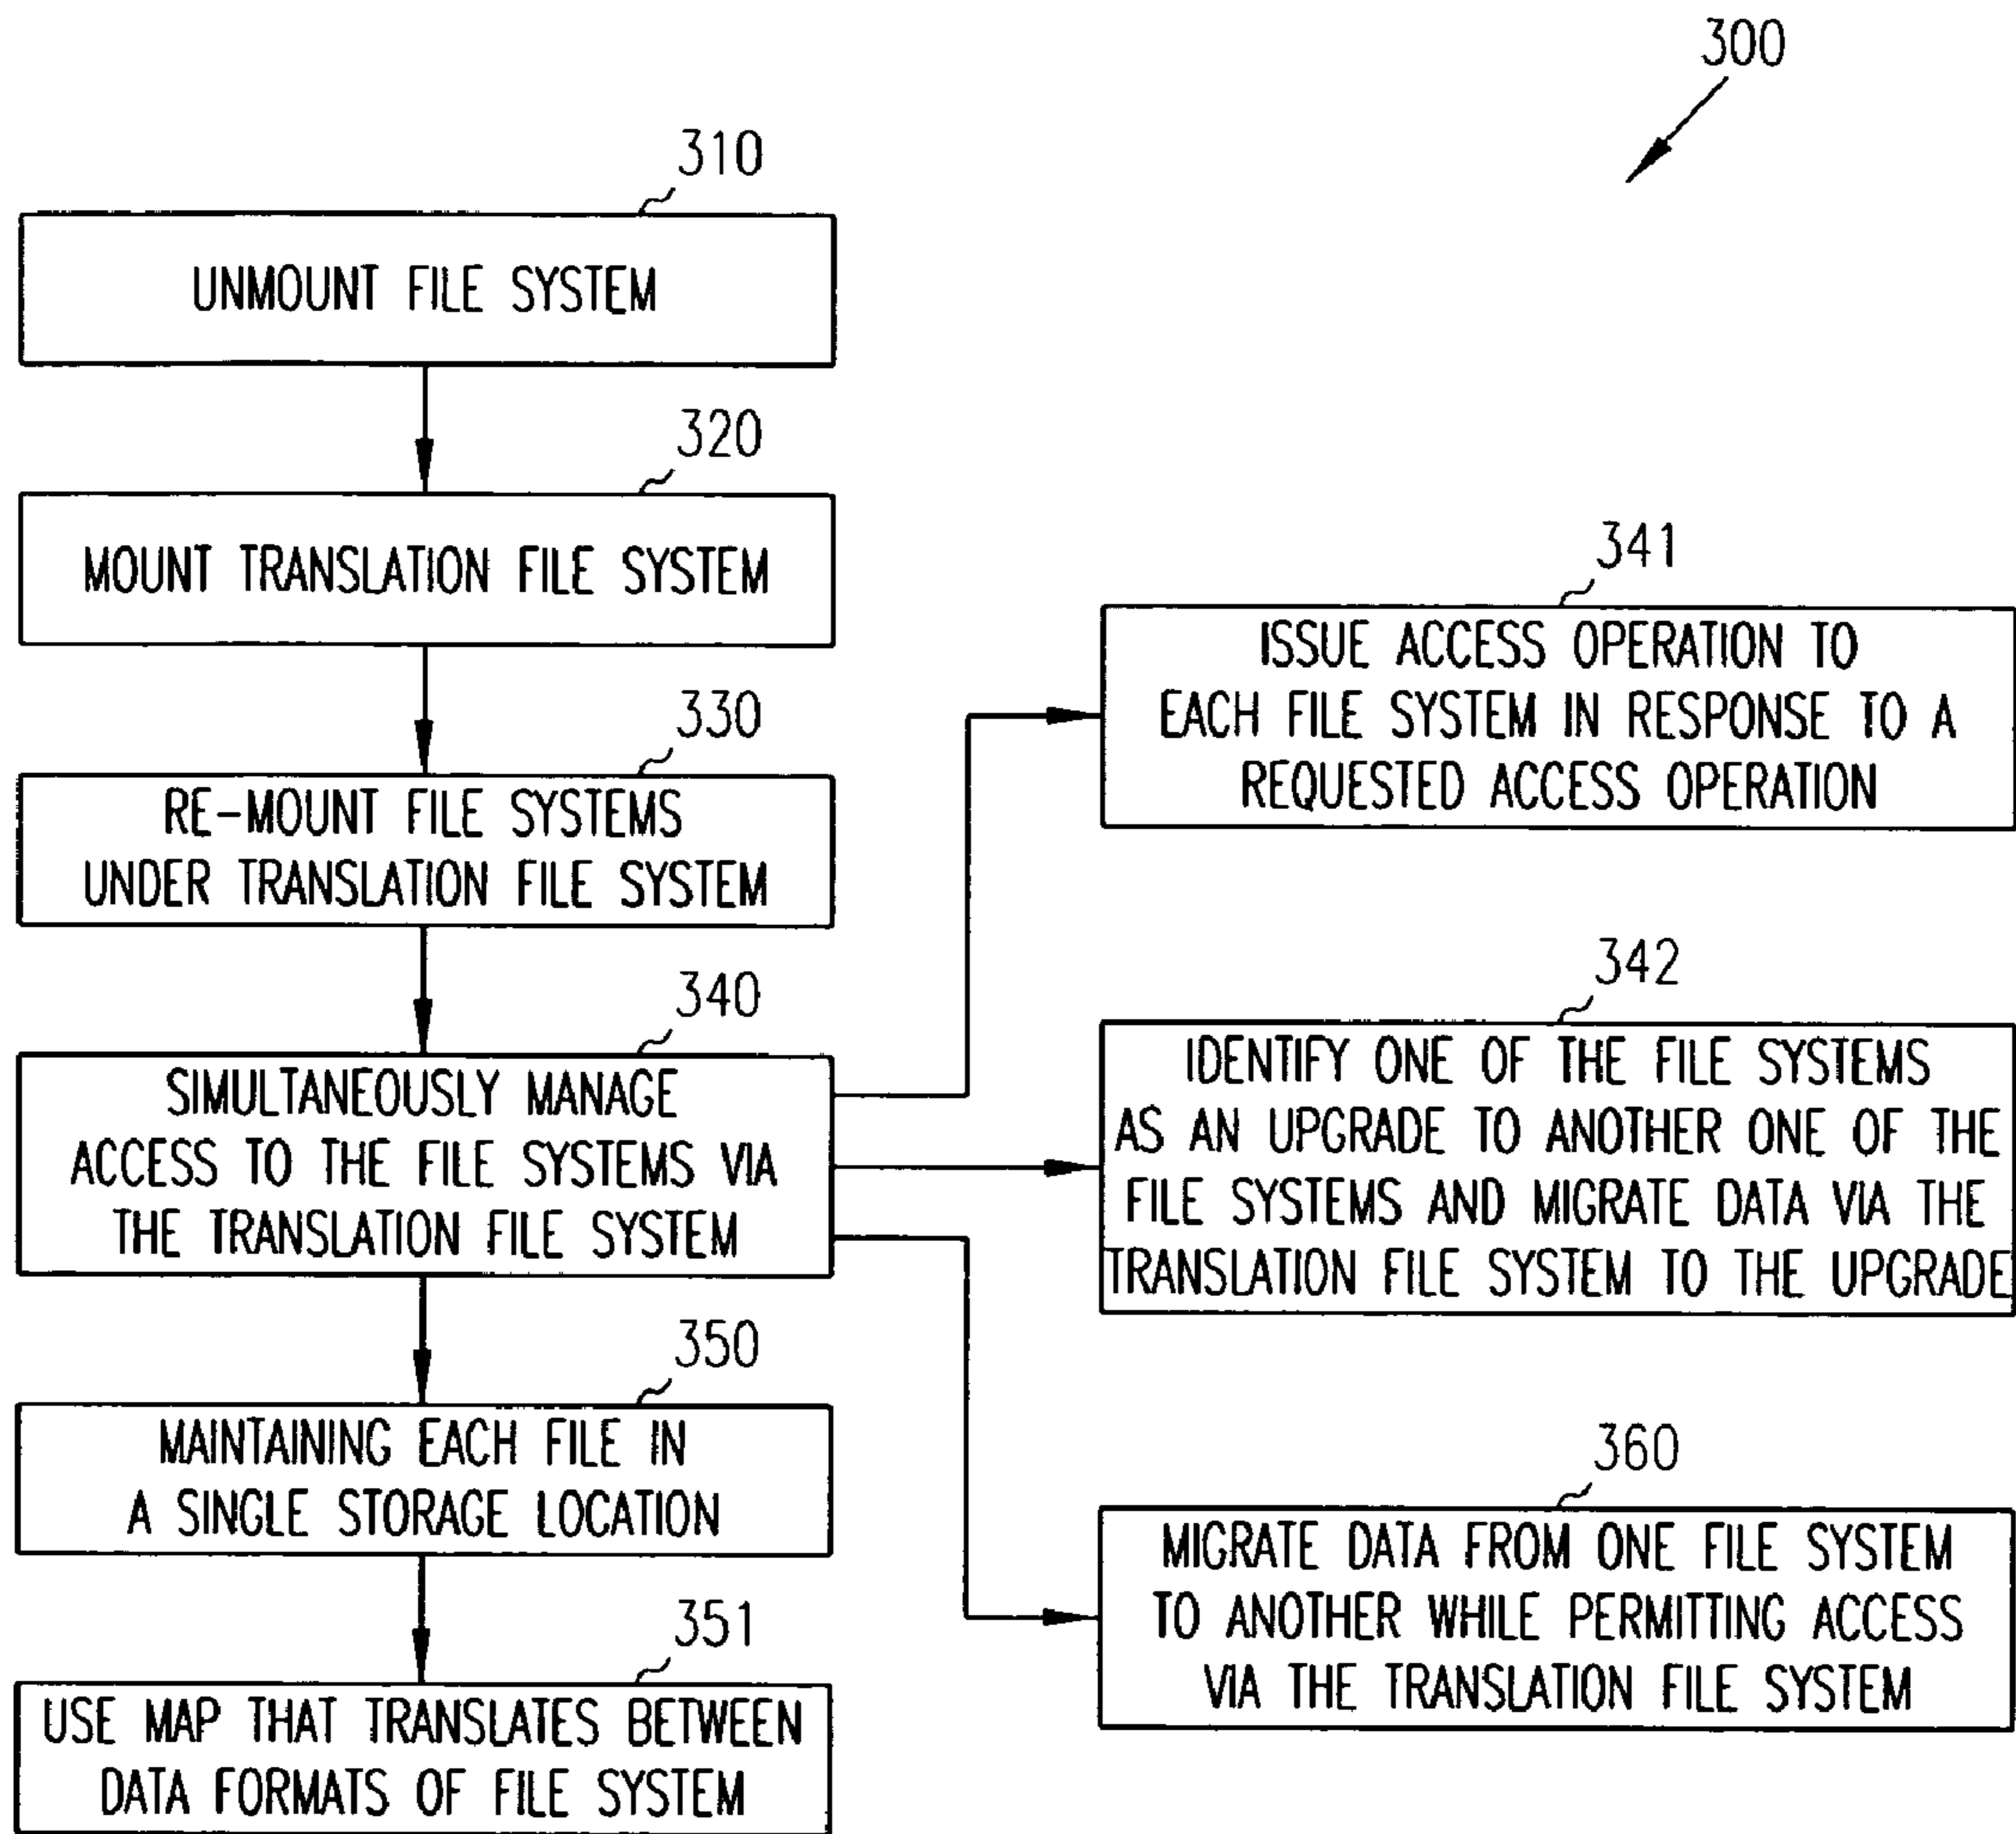 300
310
UNMOUNT FILE SYSTEM
320
MOUNT TRANSLATION FILE SYSTEM
330
RE-MOUNT FILE SYSTEMS
UNDER TRANSLATION FILE SYSTEM
340
SIMULTANEOUSLY MANAGE
ACCESS TO THE FILE SYSTEMS VIA
THE TRANSLATION FILE SYSTEM
350
MAINTAINING EACH FILE IN
A SINGLE STORAGE LOCATION
351
USE MAP THAT TRANSLATES BETWEEN
DATA FORMATS OF FILE SYSTEM
341
ISSUE ACCESS OPERATION TO
EACH FILE SYSTEM IN RESPONSE TO A
REQUESTED ACCESS OPERATION
342
IDENTIFY ONE OF THE FILE SYSTEMS
AS AN UPGRADE TO ANOTHER ONE OF THE
FILE SYSTEMS AND MIGRATE DATA VIA THE
TRANSLATION FILE SYSTEM TO THE UPGRADE
360
MIGRATE DATA FROM ONE FILE SYSTEM
TO ANOTHER WHILE PERMITTING ACCESS
VIA THE TRANSLATION FILE SYSTEM